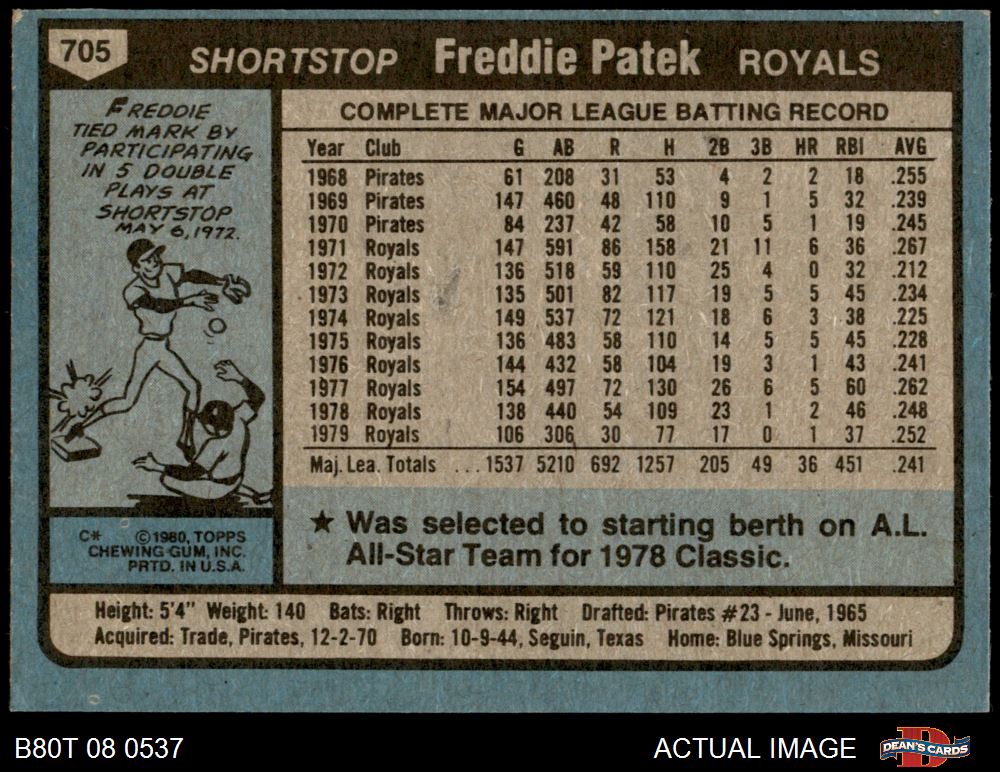 705
SHORTSTOP Freddie Patek ROYALS
FREDDIE
TIED MARK BY
PARTICIPATING
IN 5 DOUBLE
PLAYS AT
SHORTSTOP
MAY 6, 1972.
COMPLETE MAJOR LEAGUE BATTING RECORD
Year Club G AB R H 2B 3B HR RBI AVG
1968 Pirates 61 208 31 53 4 2 2 18 .255
1969 Pirates 147 460 48 110 9 1 5 32 .239
1970 Pirates 84 237 42 58 10 5 1 19 .245
1971 Royals 147 591 86 158 21 11 6 36 .267
1972 Royals 136 518 59 110 25 4 0 32 .212
1973 Royals 135 501 82 117 19 5 5 45 .234
1974 Royals 149 537 72 121 18 6 3 38 .225
1975 Royals 136 483 58 110 14 5 5 45 .228
1976 Royals 144 432 58 104 19 3 1 43 .241
1977 Royals 154 497 72 130 26 6 5 60 .262
1978 Royals 138 440 54 109 23 1 2 46 .248
1979 Royals 106 306 30 77 17 0 1 37 .252
Maj. Lea. Totals ... 1537 5210 692 1257 205 49 36 451 .241
★ Was selected to starting berth on A.L.
All-Star Team for 1978 Classic.
C* ©1980, TOPPS
CHEWING GUM, INC.
PRTD. IN U.S.A.
Height: 5'4" Weight: 140 Bats: Right Throws: Right Drafted: Pirates #23 - June, 1965
Acquired: Trade, Pirates, 12-2-70 Born: 10-9-44, Seguin, Texas Home: Blue Springs, Missouri
B80T 08 0537
ACTUAL IMAGE
D
DEAN'S CARDS